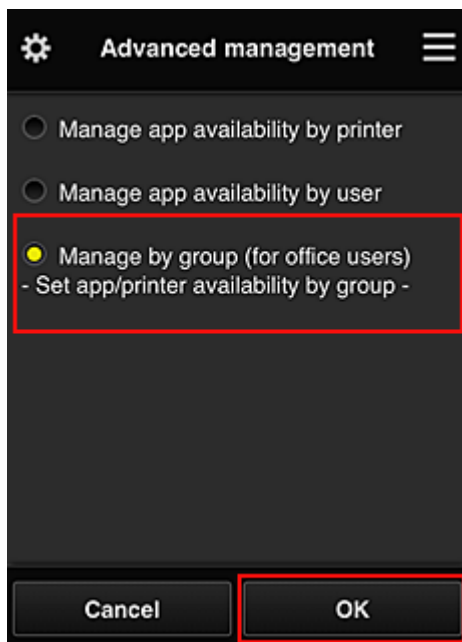 Advanced management
Manage app availability by printer
Manage app availability by user
Manage by group (for office users)
- Set app/printer availability by group -
Cancel
OK